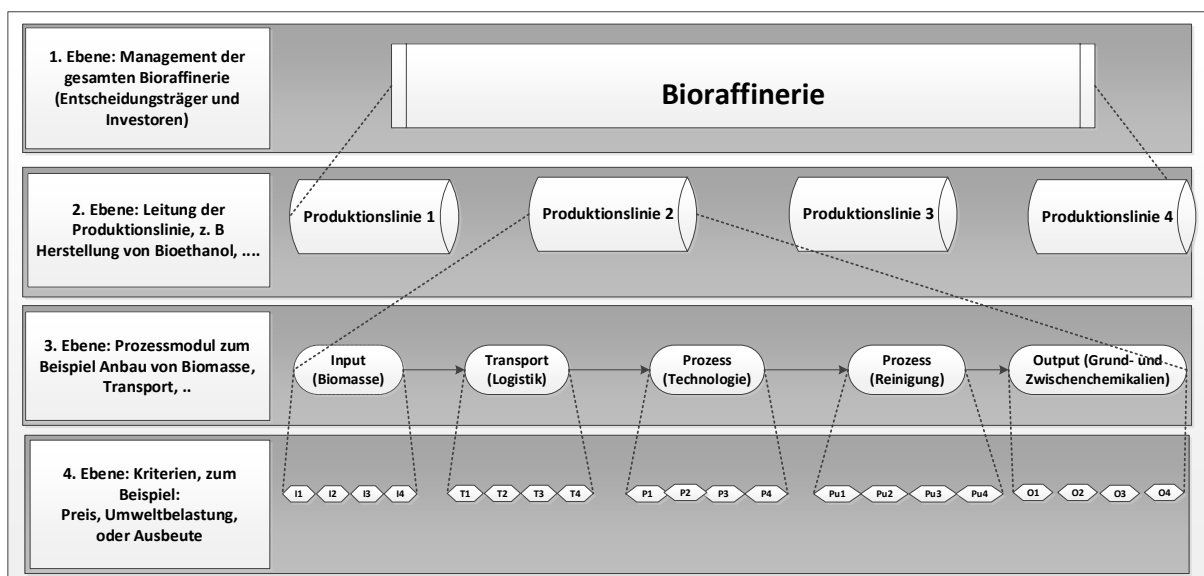 1. Ebene: Management der
gesamten Bioraffinerie
(Entscheidungsträger und
Investoren)
Bioraffinerie
2. Ebene: Leitung der
Produktionslinie, z. B
Herstellung von Bioethanol, ....
Produktionslinie 1
Produktionslinie 2
Produktionslinie 3
Produktionslinie 4
3. Ebene: Prozessmodul zum
Beispiel Anbau von Biomasse,
Transport, ..
Input
(Biomasse)
Transport
(Logistik)
Prozess
(Technologie)
Prozess
(Reinigung)
Output (Grund- und
Zwischenchemikalien)
4. Ebene: Kriterien, zum
Beispiel:
Preis, Umweltbelastung,
oder Ausbeute
I1 I2 I3 I4
T1 T2 T3 T4
P1 P2 P3 P4
Pu1 Pu2 Pu3 Pu4
O1 O2 O3 O4